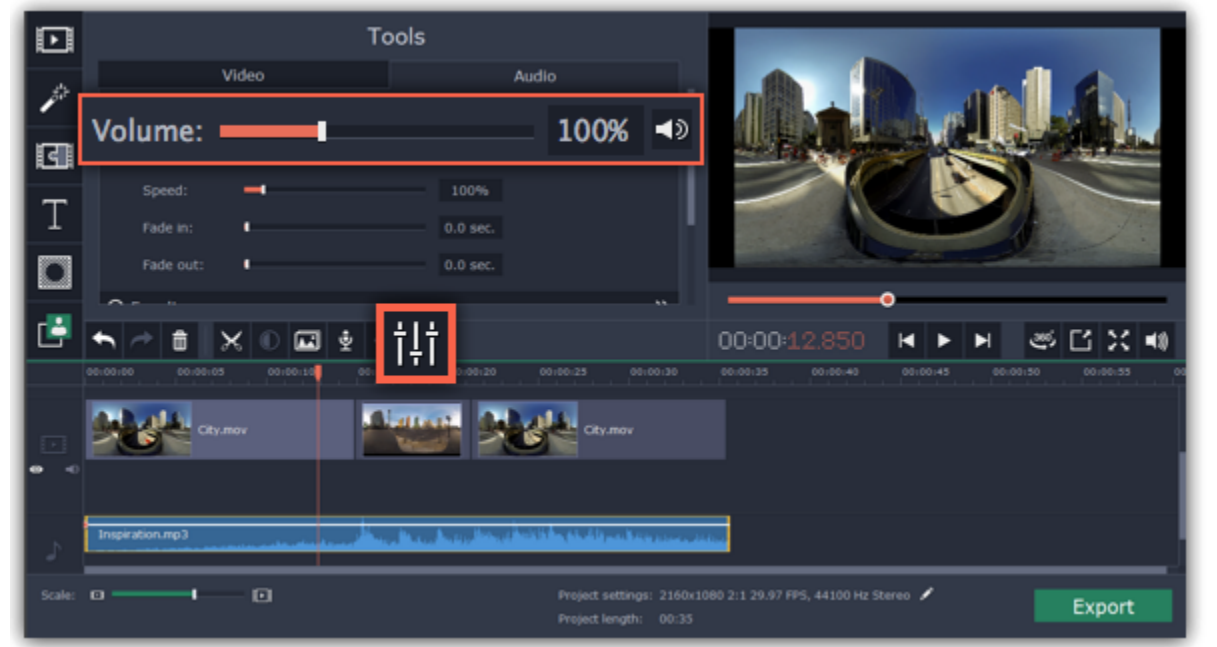 Tools
Video Audio
Volume: 100%
Speed: 100%
Fade in: 0.0 sec.
Fade out: 0.0 sec.
T
360°
00:00:12.850
00:00:00 00:00:05 00:00:20 00:00:25 00:00:30 00:00:35 00:00:40 00:00:45 00:00:50 00:00:55
City.mov City.mov
Inspiration.mp3
Scale:
Project settings: 2160x1080 2:1 29.97 FPS, 44100 Hz Stereo
Export
Project length: 00:35